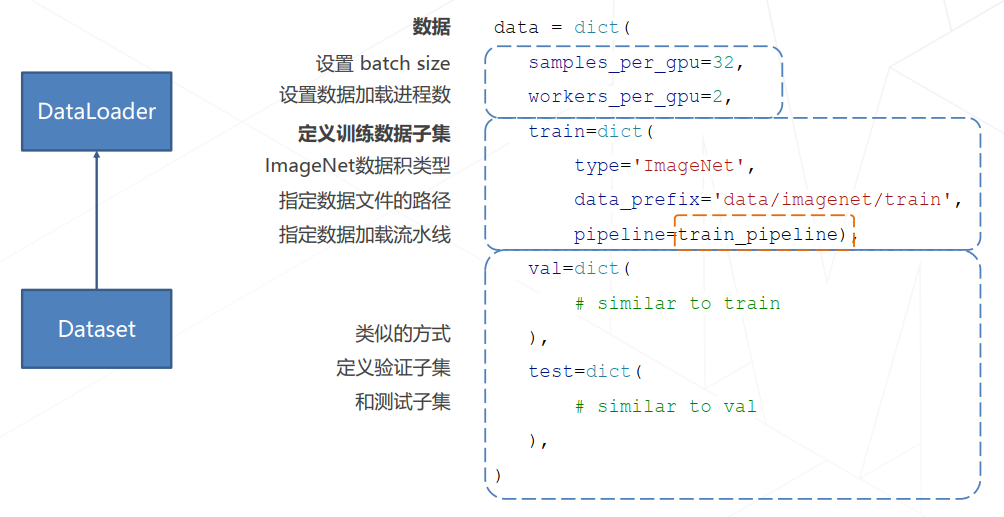 数据 data = dict(
设置 batch size samples_per_gpu=32,
设置数据加载进程数 workers_per_gpu=2,
定义训练数据子集 train=dict(
ImageNet数据积类型 type='ImageNet',
指定数据文件的路径 data_prefix='data/imagenet/train',
指定数据加载流水线 pipeline=train_pipeline),
val=dict(
# similar to train
类似的方式 ),
定义验证子集 test=dict(
和测试子集 # similar to val
),
)
DataLoader
Dataset